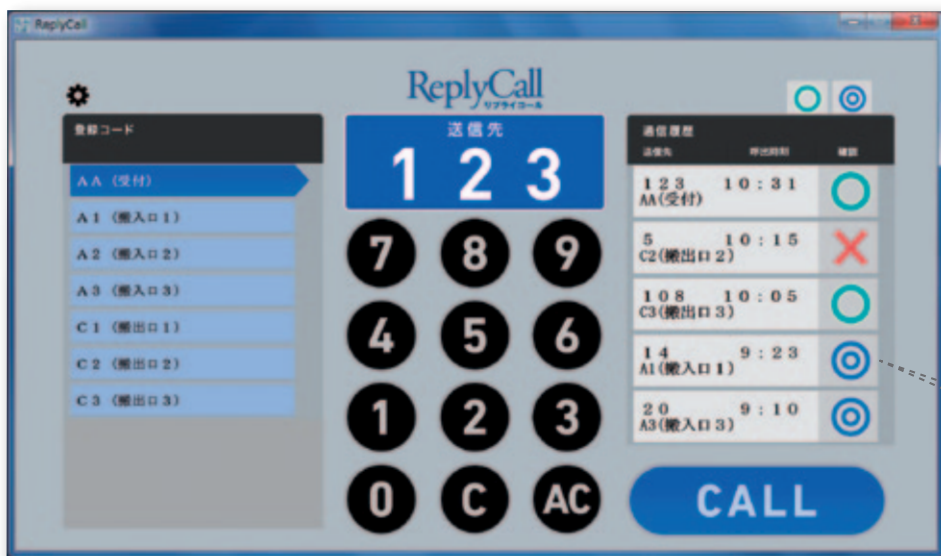 ReplyCall
ReplyCall
リプライコール
登録コード
AA (受付)
A1 (搬入口1)
A2 (搬入口2)
A3 (搬入口3)
C1 (搬出口1)
C2 (搬出口2)
C3 (搬出口3)
送信先
123
7 8 9
4 5 6
1 2 3
0 C AC
通信履歴
送信先 呼出時刻 確認
123 10:31
AA(受付)
5 10:15
C2(搬出口2)
108 10:05
C3(搬出口3)
14 9:23
A1(搬入口1)
20 9:10
A3(搬入口3)
CALL